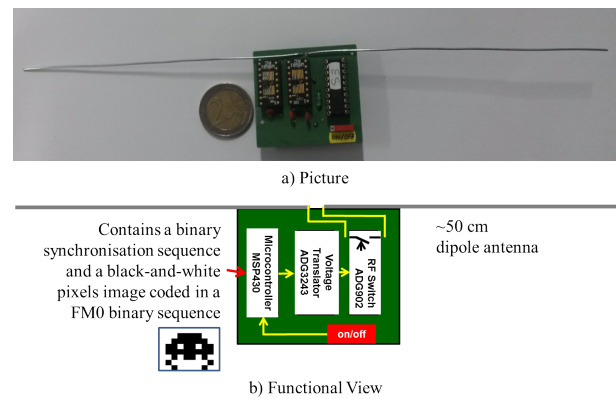 a) Picture
Contains a binary
synchronisation sequence
and a black-and-white
pixels image coded in a
FM0 binary sequence
Microcontroller
MSP430
Voltage
Translator
ADG3243
RF Switch
ADG902
on/off
~50 cm
dipole antenna
b) Functional View